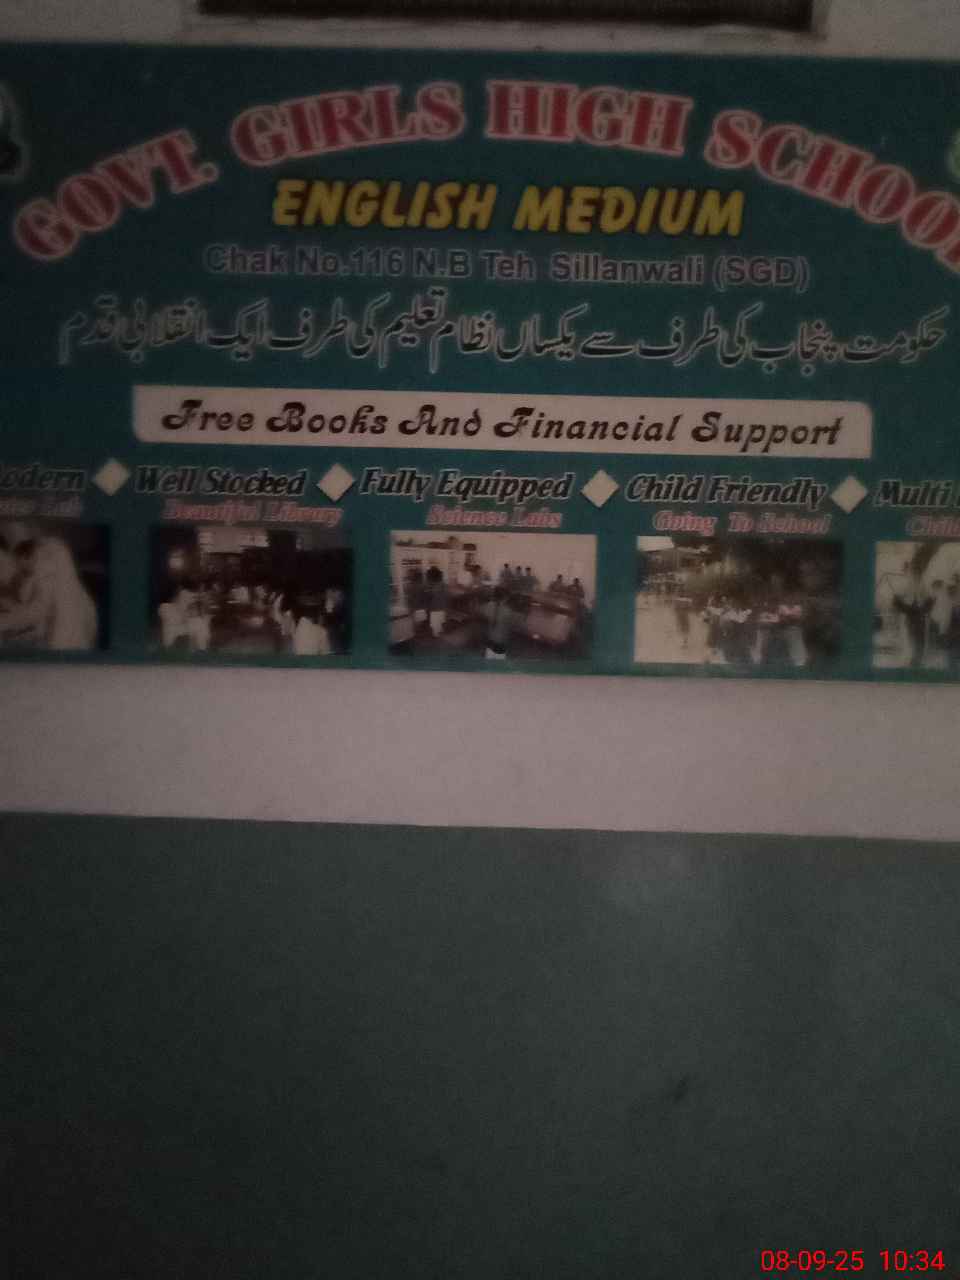 GOVT. GIRLS HIGH SCHOOL
ENGLISH MEDIUM
Chak No.116 N.B Teh Sillanwali (SGD)
حکومت پنجاب کی طرف سے یکساں نظام تعلیم کی طرف ایک انقلابی قدم
Free Books And Financial Support
odern Well Stocked Fully Equipped Child Friendly Multi
Beautiful Library Science Labs Going To School Chil
08-09-25 10:34